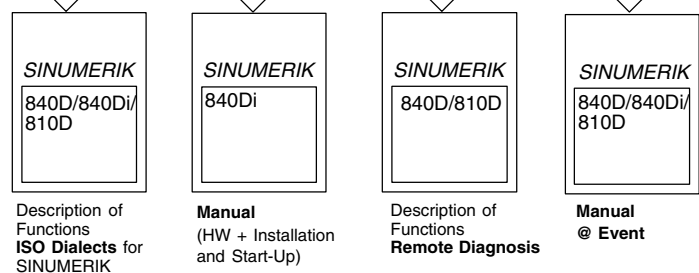 SINUMERIK
840D/840Di/
810D
Description of
Functions
ISO Dialects for
SINUMERIK
SINUMERIK
840Di
Manual
(HW + Installation
and Start-Up)
SINUMERIK
840D/810D
Description of
Functions
Remote Diagnosis
SINUMERIK
840D/840Di/
810D
Manual
@ Event